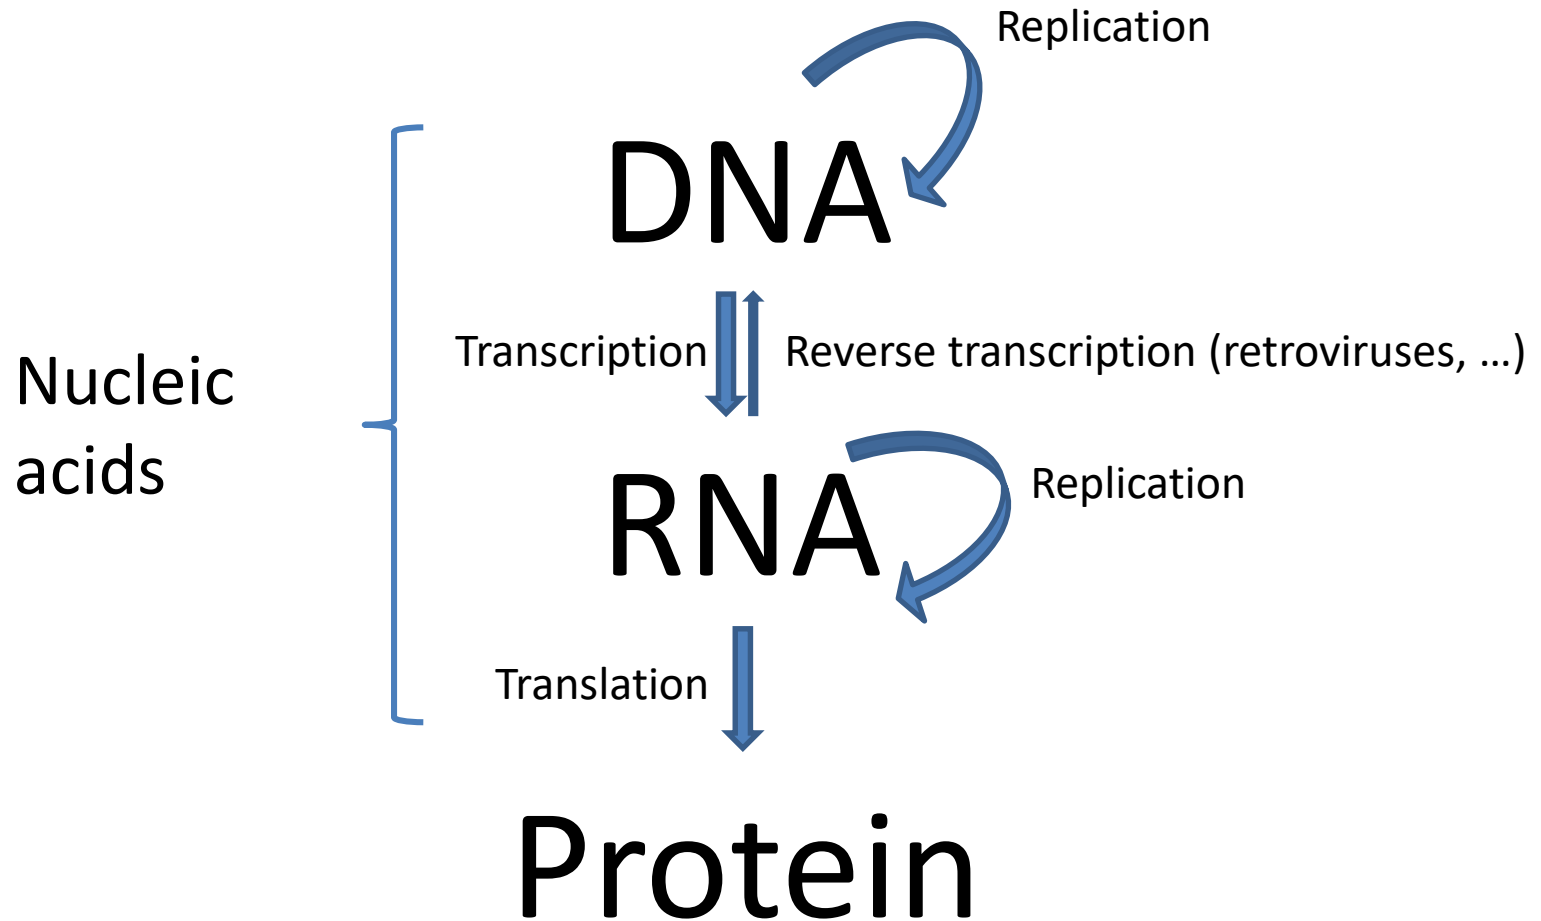 Replication
DNA
Transcription
Reverse transcription (retroviruses, …)
Nucleic
acids
RNA
Replication
Translation
Protein